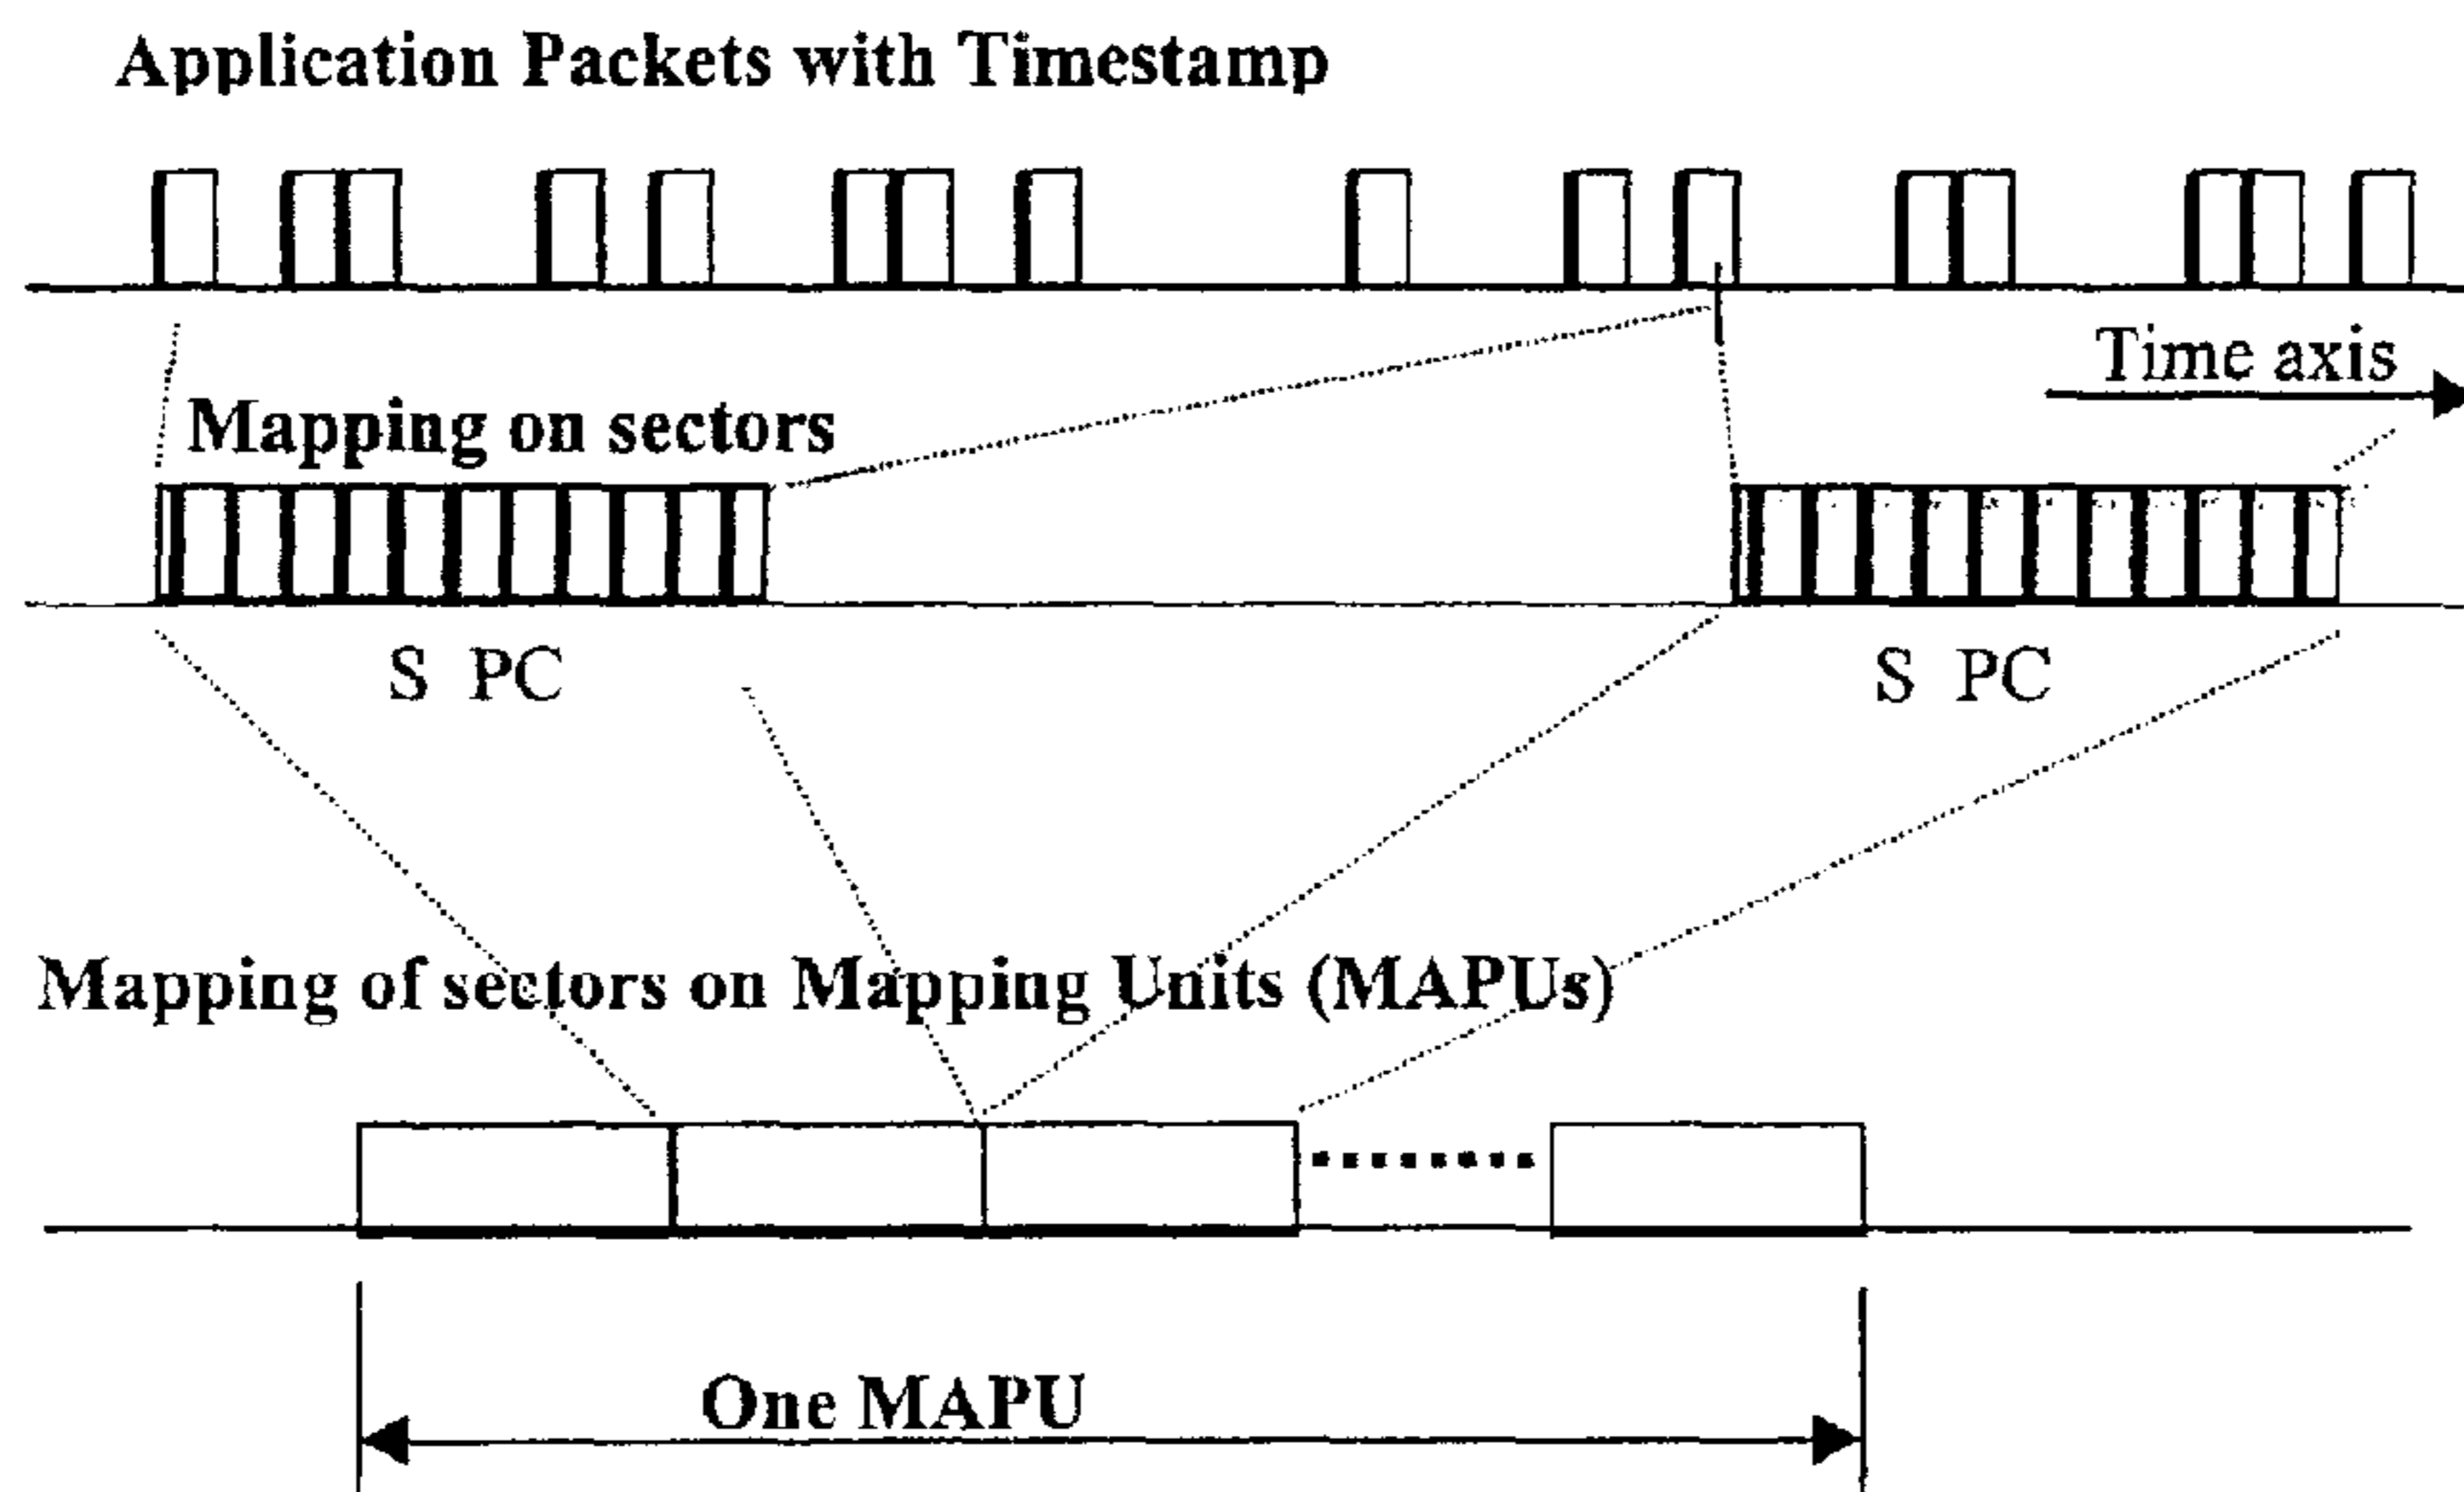 Application Packets with Timestamp
Time axis
Mapping on sectors
S PC
S PC
Mapping of sectors on Mapping Units (MAPUs)
One MAPU